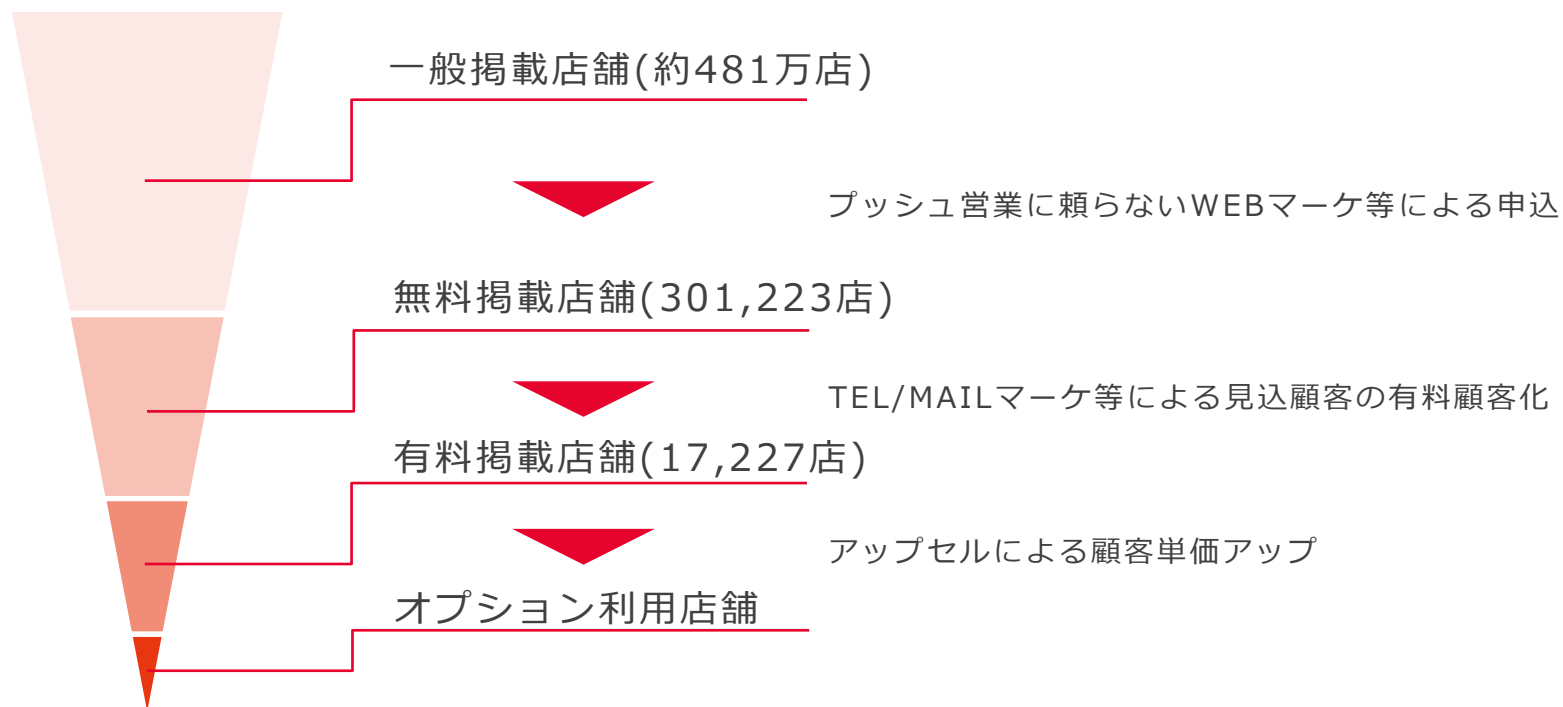 一般掲載店舗(約481万店)
プッシュ営業に頼らないWEBマーケ等による申込
無料掲載店舗(301,223店)
TEL/MAILマーケ等による見込顧客の有料顧客化
有料掲載店舗(17,227店)
アップセルによる顧客単価アップ
オプション利用店舗